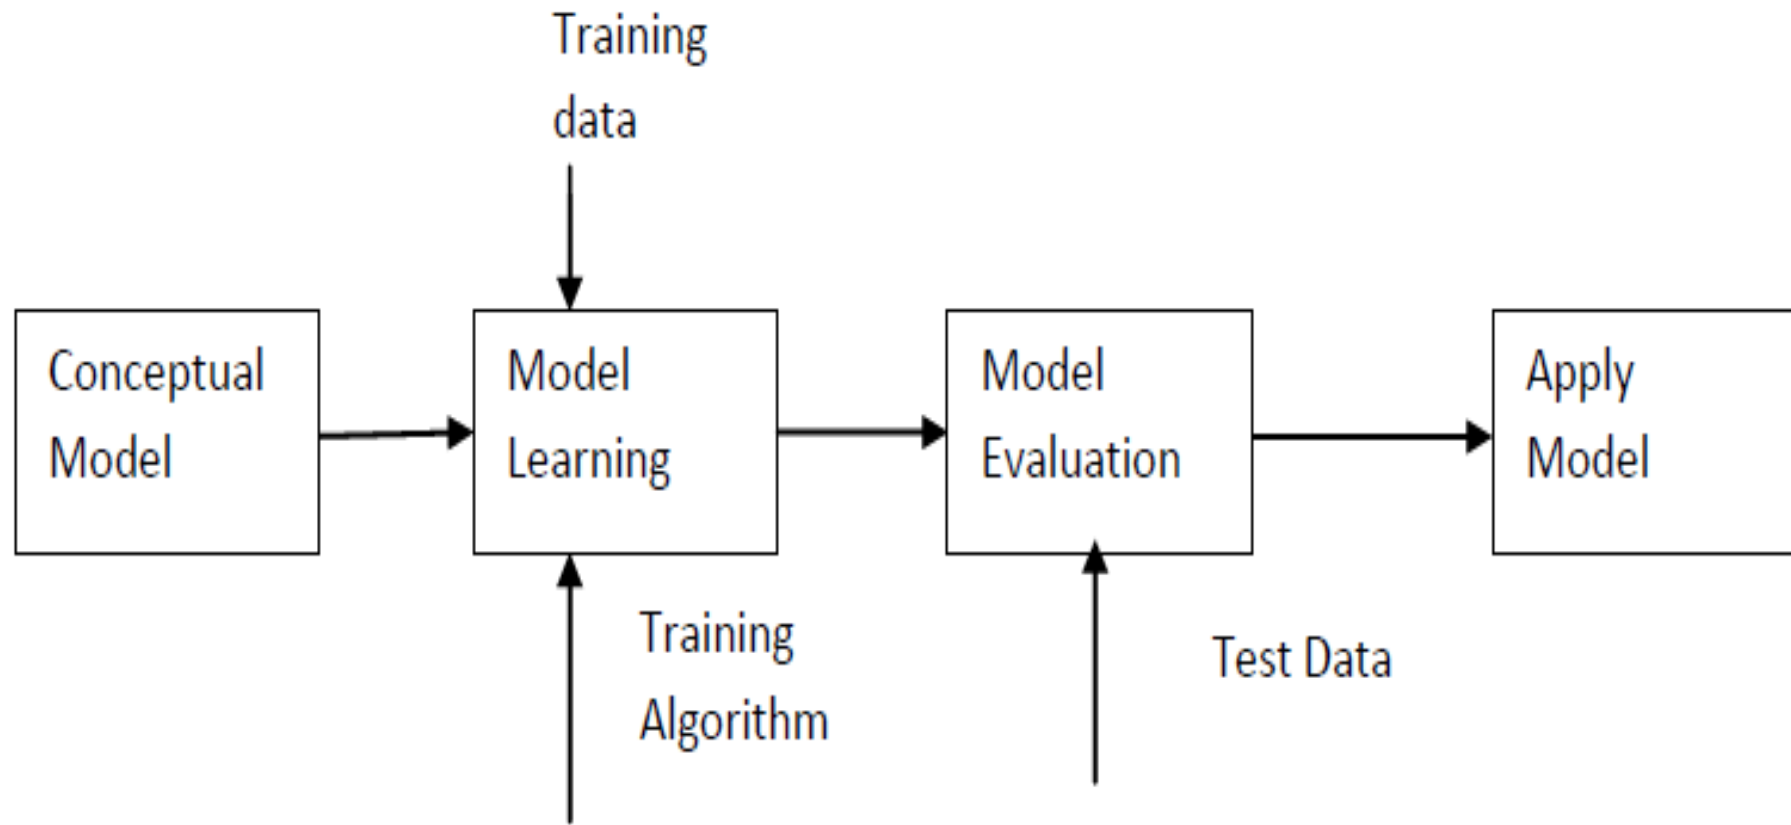 Training
data
Conceptual
Model
Model
Learning
Model
Evaluation
Apply
Model
Training
Algorithm
Test Data